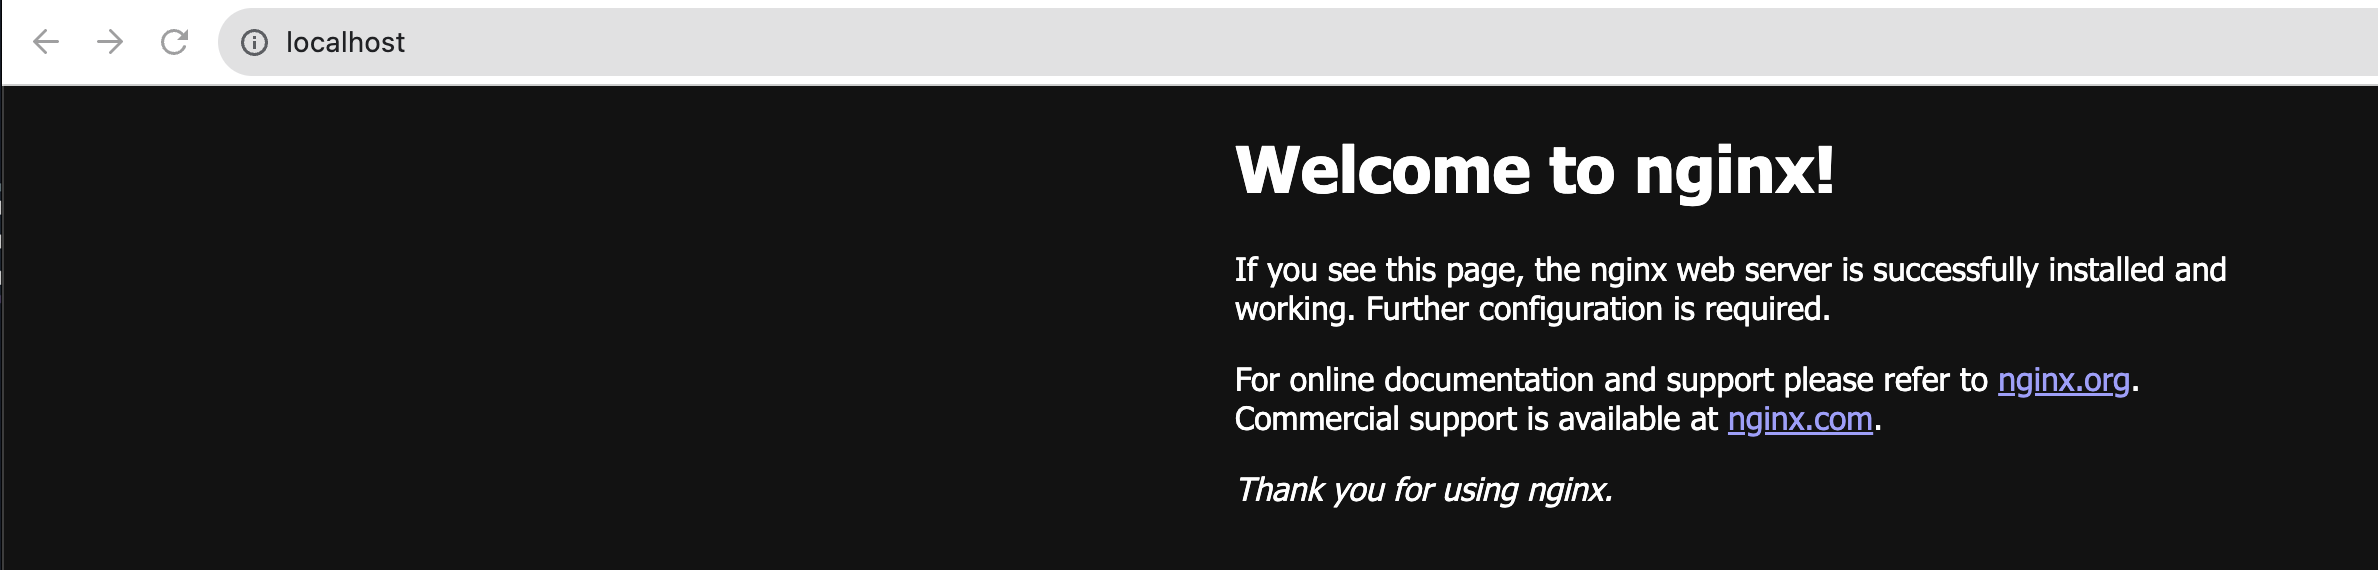 localhost
Welcome to nginx!
If you see this page, the nginx web server is successfully installed and
working. Further configuration is required.
For online documentation and support please refer to nginx.org.
Commercial support is available at nginx.com.
Thank you for using nginx.